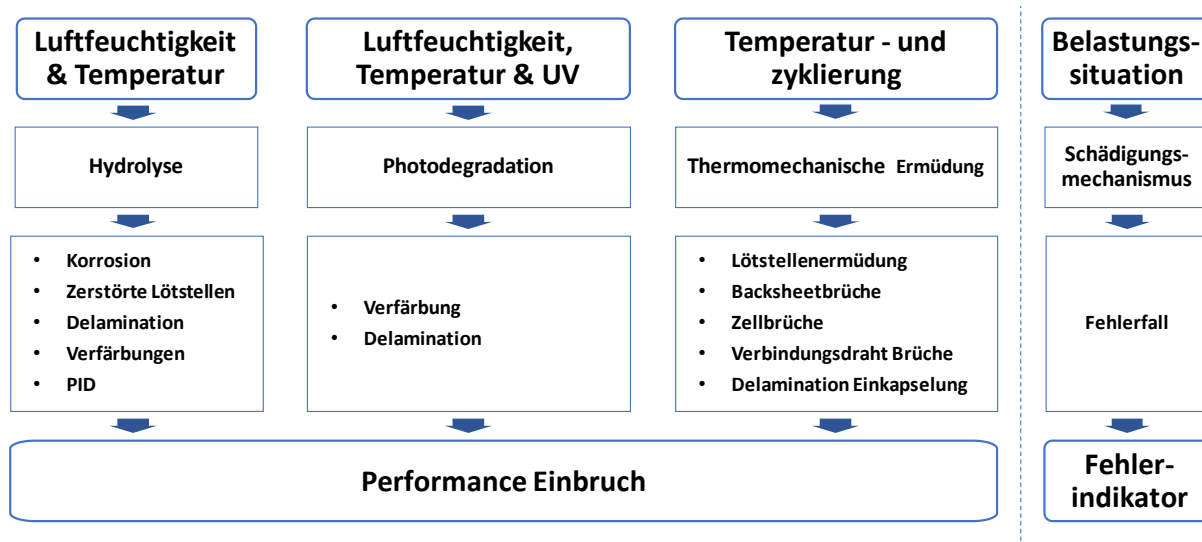 Luftfeuchtigkeit
& Temperatur
Luftfeuchtigkeit,
Temperatur & UV
Temperatur - und
zyklierung
Belastungs-
situation
Hydrolyse
Photodegradation
Thermomechanische Ermüdung
Schädigungs-
mechanismus
• Korrosion
• Zerstörte Lötstellen
• Delamination
• Verfärbungen
• PID
• Verfärbung
• Delamination
• Lötstellenermüdung
• Backsheetbrüche
• Zellbrüche
• Verbindungsdraht Brüche
• Delamination Einkapselung
Fehlerfall
Performance Einbruch
Fehler-
indikator